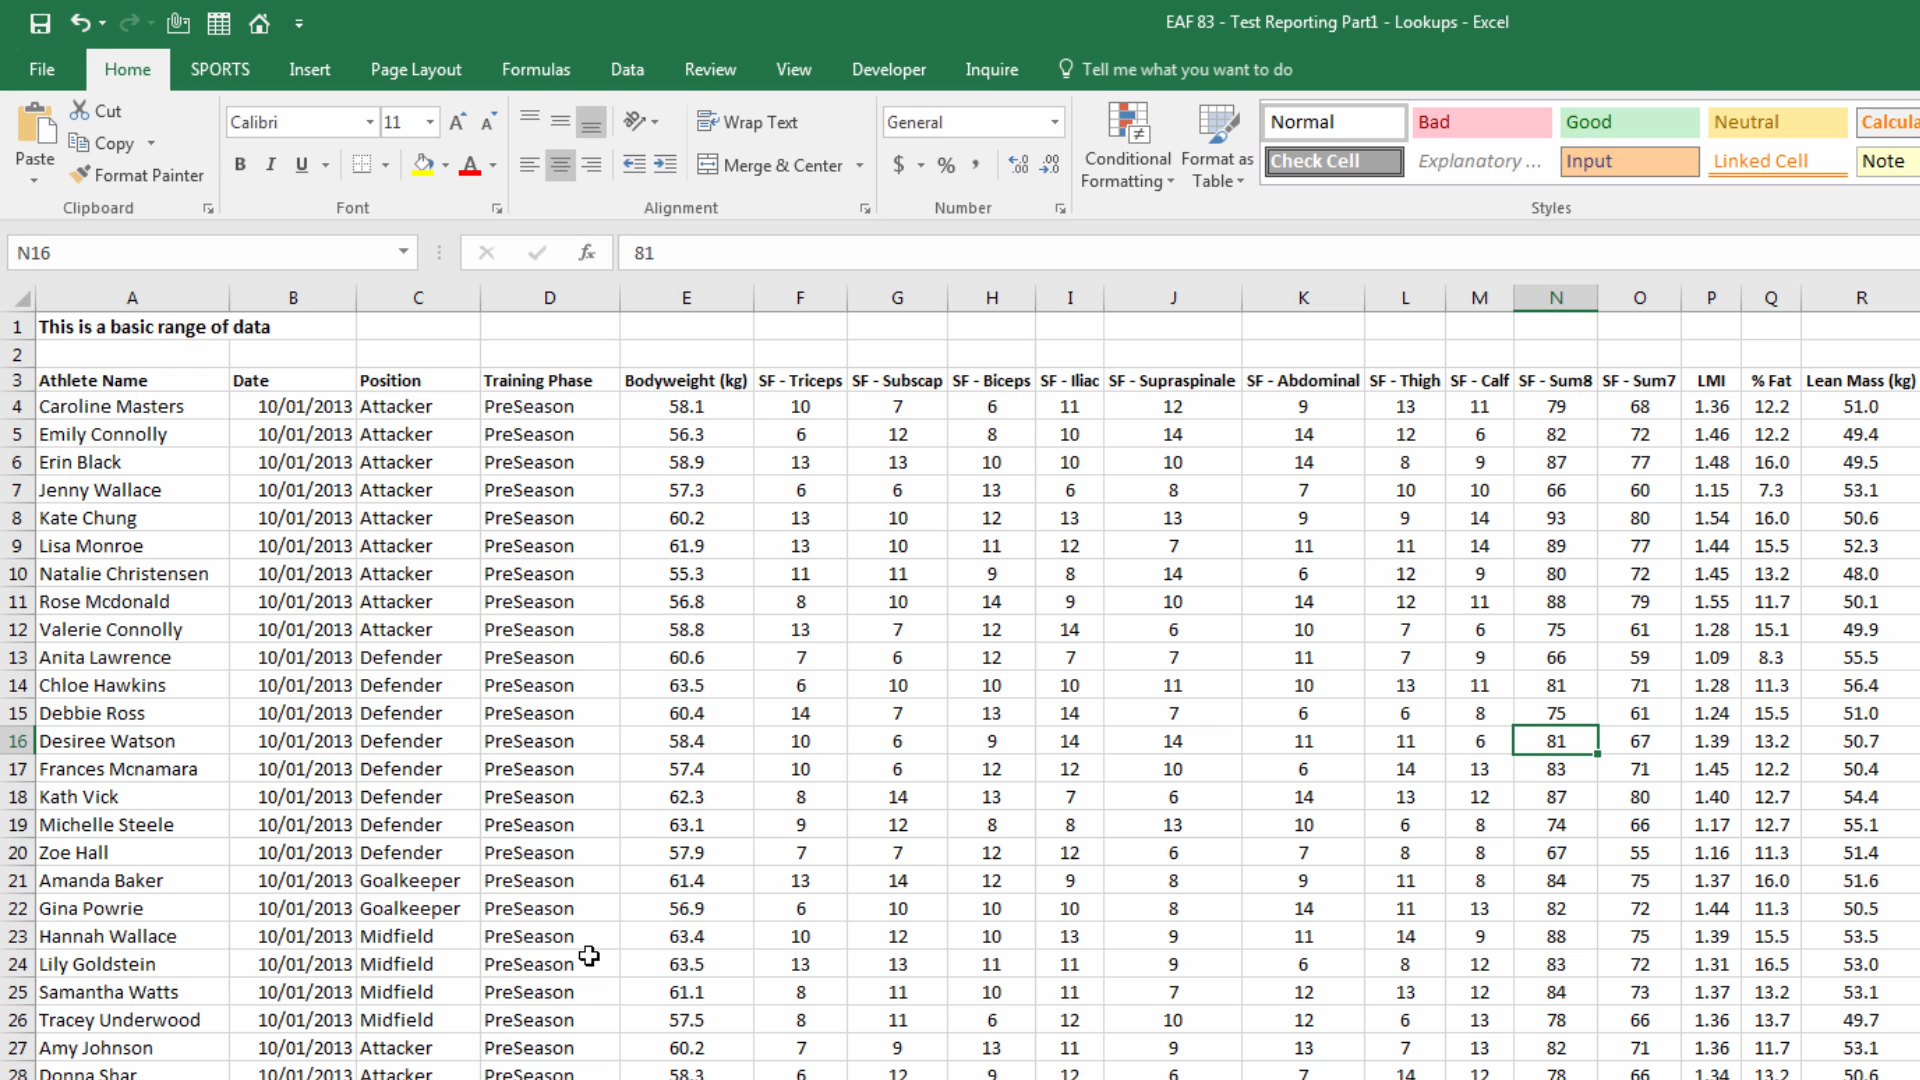 EAF 83 - Test Reporting Part1 - Lookups - Excel
File Home SPORTS Insert Page Layout Formulas Data Review View Developer Inquire Tell me what you want to do
Paste Cut Copy Format Painter
Clipboard
Calibri 11
B I U A
Font
Wrap Text
Merge & Center
Alignment
General
$ % , .00
Number
Conditional Formatting
Format as Table
Normal Bad Good Neutral Calcula
Check Cell Explanatory ... Input Linked Cell Note
Styles
N16 fx 81
A B C D E F G H I J K L M N O P Q R
1 This is a basic range of data
2
3 Athlete Name Date Position Training Phase Bodyweight (kg) SF - Triceps SF - Subscap SF - Biceps SF - Iliac SF - Supraspinale SF - Abdominal SF - Thigh SF - Calf SF - Sum8 SF - Sum7 LMI % Fat Lean Mass (kg)
4 Caroline Masters 10/01/2013 Attacker PreSeason 58.1 10 7 6 11 12 9 13 11 79 68 1.36 12.2 51.0
5 Emily Connolly 10/01/2013 Attacker PreSeason 56.3 6 12 8 10 14 14 12 6 82 72 1.46 12.2 49.4
6 Erin Black 10/01/2013 Attacker PreSeason 58.9 13 13 10 10 10 14 8 9 87 77 1.48 16.0 49.5
7 Jenny Wallace 10/01/2013 Attacker PreSeason 57.3 6 6 13 6 8 7 10 10 66 60 1.15 7.3 53.1
8 Kate Chung 10/01/2013 Attacker PreSeason 60.2 13 10 12 13 13 9 9 14 93 80 1.54 16.0 50.6
9 Lisa Monroe 10/01/2013 Attacker PreSeason 61.9 13 10 11 12 7 11 11 14 89 77 1.44 15.5 52.3
10 Natalie Christensen 10/01/2013 Attacker PreSeason 55.3 11 11 9 8 14 6 12 9 80 72 1.45 13.2 48.0
11 Rose Mcdonald 10/01/2013 Attacker PreSeason 56.8 8 10 14 9 10 14 12 11 88 79 1.55 11.7 50.1
12 Valerie Connolly 10/01/2013 Attacker PreSeason 58.8 13 7 12 14 6 10 7 6 75 61 1.28 15.1 49.9
13 Anita Lawrence 10/01/2013 Defender PreSeason 60.6 7 6 12 7 7 11 7 9 66 59 1.09 8.3 55.5
14 Chloe Hawkins 10/01/2013 Defender PreSeason 63.5 6 10 10 10 11 10 13 11 81 71 1.28 11.3 56.4
15 Debbie Ross 10/01/2013 Defender PreSeason 60.4 14 7 13 14 7 6 6 8 75 61 1.24 15.5 51.0
16 Desiree Watson 10/01/2013 Defender PreSeason 58.4 10 6 9 14 14 11 11 6 81 67 1.39 13.2 50.7
17 Frances Mcnamara 10/01/2013 Defender PreSeason 57.4 10 6 12 12 10 6 14 13 83 71 1.45 12.2 50.4
18 Kath Vick 10/01/2013 Defender PreSeason 62.3 8 14 13 7 6 14 13 12 87 80 1.40 12.7 54.4
19 Michelle Steele 10/01/2013 Defender PreSeason 63.1 9 12 8 8 13 10 6 8 74 66 1.17 12.7 55.1
20 Zoe Hall 10/01/2013 Defender PreSeason 57.9 7 7 12 12 6 7 8 8 67 55 1.16 11.3 51.4
21 Amanda Baker 10/01/2013 Goalkeeper PreSeason 61.4 13 14 12 9 8 9 11 8 84 75 1.37 16.0 51.6
22 Gina Powrie 10/01/2013 Goalkeeper PreSeason 56.9 6 10 10 10 8 14 11 13 82 72 1.44 11.3 50.5
23 Hannah Wallace 10/01/2013 Midfield PreSeason 63.4 10 12 10 13 9 11 14 9 88 75 1.39 15.5 53.5
24 Lily Goldstein 10/01/2013 Midfield PreSeason 63.5 13 13 11 11 9 6 8 12 83 72 1.31 16.5 53.0
25 Samantha Watts 10/01/2013 Midfield PreSeason 61.1 8 11 10 11 7 12 13 12 84 73 1.37 13.2 53.1
26 Tracey Underwood 10/01/2013 Midfield PreSeason 57.5 8 11 6 12 10 12 6 13 78 66 1.36 13.7 49.7
27 Amy Johnson 10/01/2013 Attacker PreSeason 60.2 7 9 13 11 9 13 7 13 82 71 1.36 11.7 53.1
28 Donna Shar 10/01/2013 Attacker PreSeason 58.3 6 12 9 12 6 7 14 12 78 66 1.34 13.2 50.6